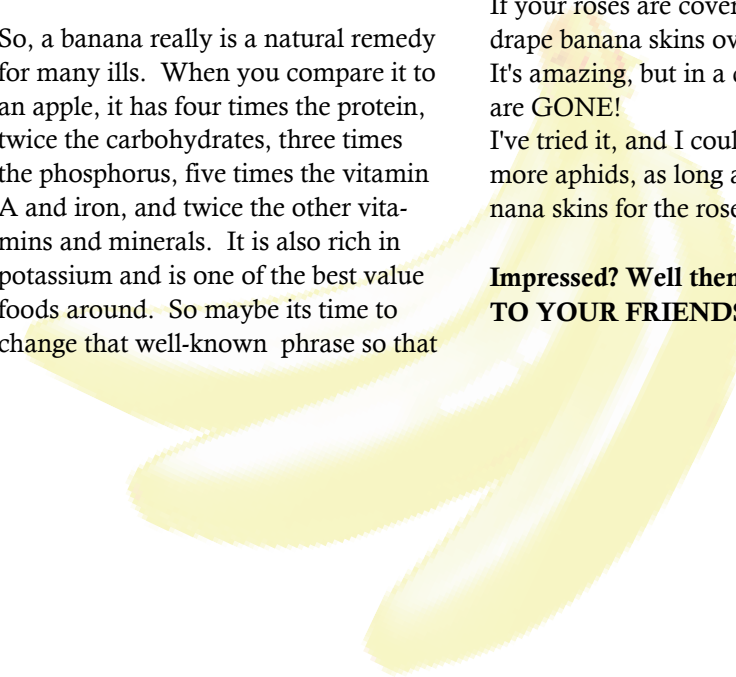 So, a banana really is a natural remedy
for many ills.  When you compare it to
an apple, it has four times the protein,
twice the carbohydrates, three times
the phosphorus, five times the vitamin
A and iron, and twice the other vita-
mins and minerals.  It is also rich in
potassium and is one of the best value
foods around.  So maybe its time to
change that well-known  phrase so that
If your roses are cover
drape banana skins ov
It's amazing, but in a
are GONE!
I've tried it, and I coul
more aphids, as long a
nana skins for the rose
Impressed? Well then
TO YOUR FRIENDS